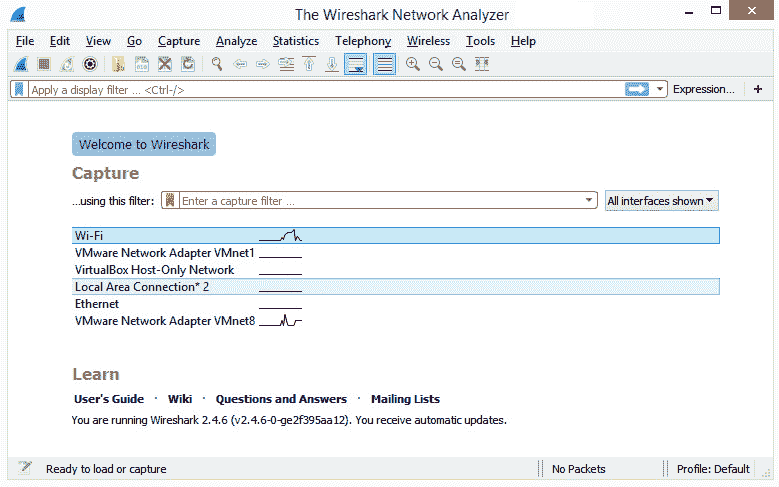 The Wireshark Network Analyzer
File Edit View Go Capture Analyze Statistics Telephony Wireless Tools Help
Apply a display filter ... <Ctrl-/> Expression... +
Welcome to Wireshark
Capture
...using this filter: Enter a capture filter ... All interfaces shown
Wi-Fi
VMware Network Adapter VMnet1
VirtualBox Host-Only Network
Local Area Connection* 2
Ethernet
VMware Network Adapter VMnet8
Learn
User's Guide · Wiki · Questions and Answers · Mailing Lists
You are running Wireshark 2.4.6 (v2.4.6-0-ge2f395aa12). You receive automatic updates.
Ready to load or capture No Packets Profile: Default